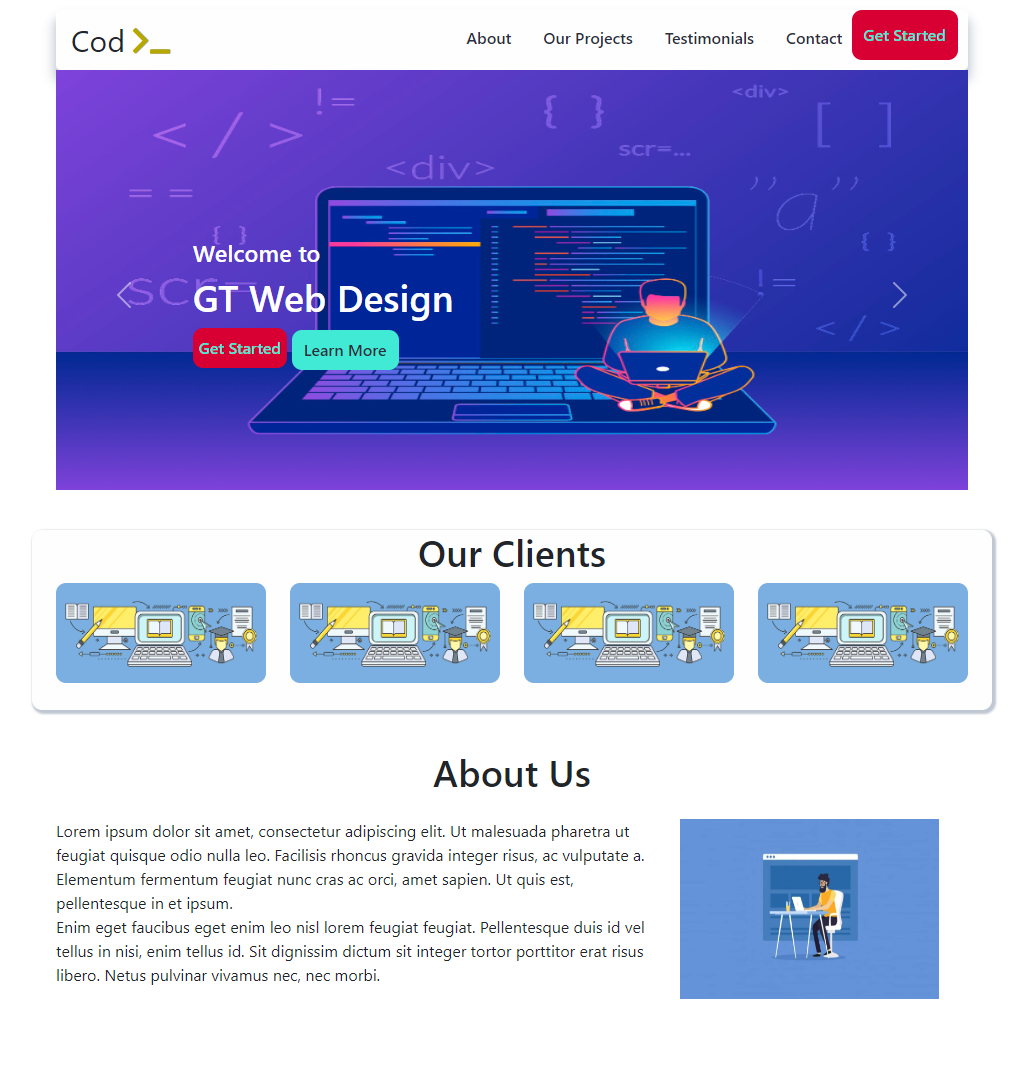 Cod
About Our Projects Testimonials Contact Get Started
</ >
!=
{ }
<div>
[ ]
scr=...
<div>
= =
,, a ,,
{ }
{ }
scr=
!=
</ >
Welcome to
GT Web Design
Get Started Learn More
Our Clients
About Us
Lorem ipsum dolor sit amet, consectetur adipiscing elit. Ut malesuada pharetra ut
feugiat quisque odio nulla leo. Facilisis rhoncus gravida integer risus, ac vulputate a.
Elementum fermentum feugiat nunc cras ac orci, amet sapien. Ut quis est,
pellentesque in et ipsum.
Enim eget faucibus eget enim leo nisl lorem feugiat feugiat. Pellentesque duis id vel
tellus in nisi, enim tellus id. Sit dignissim dictum sit integer tortor porttitor erat risus
libero. Netus pulvinar vivamus nec, nec morbi.